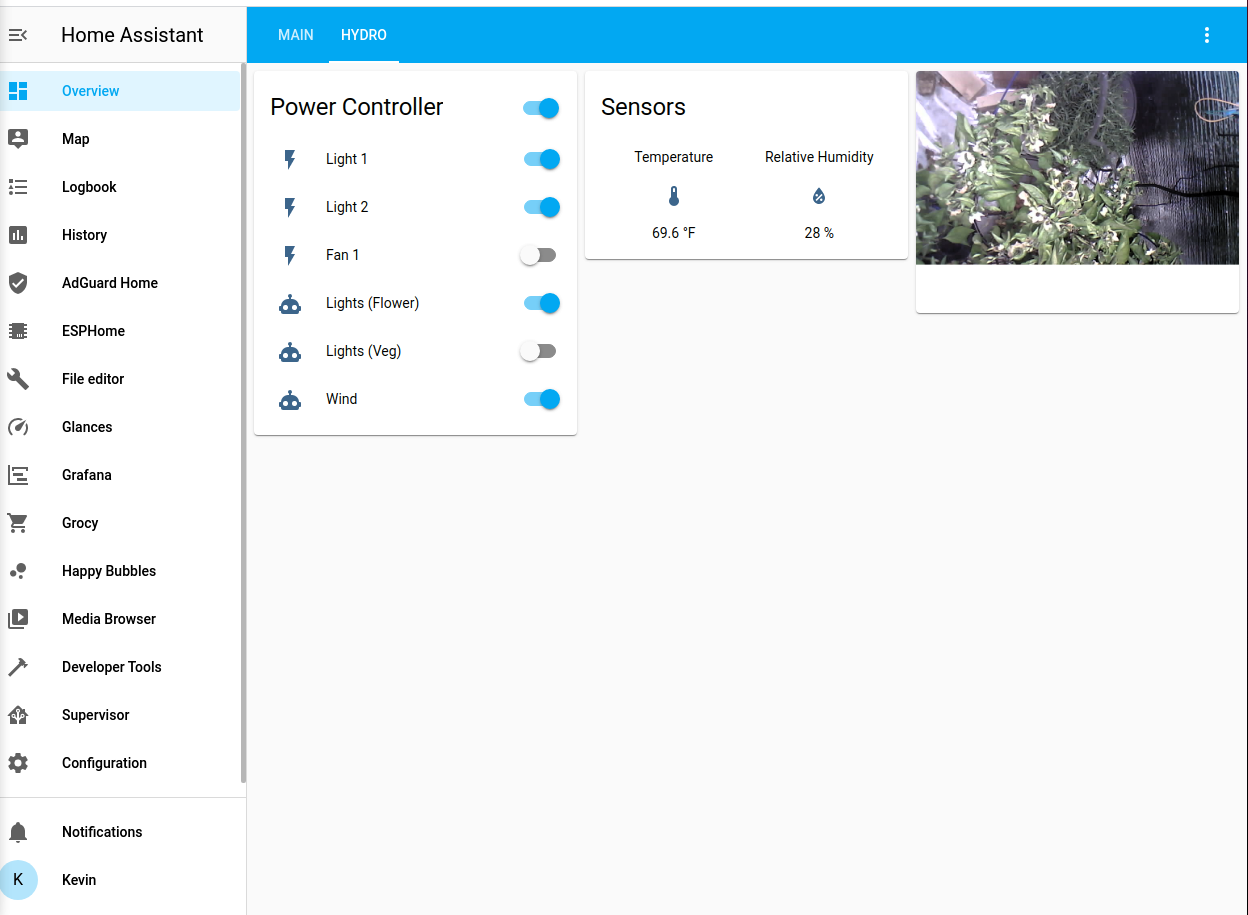 Home Assistant
MAIN
HYDRO
Overview
Map
Logbook
History
AdGuard Home
ESPHome
File editor
Glances
Grafana
Grocy
Happy Bubbles
Media Browser
Developer Tools
Supervisor
Configuration
Notifications
K
Kevin
Power Controller
Light 1
Light 2
Fan 1
Lights (Flower)
Lights (Veg)
Wind
Sensors
Temperature
Relative Humidity
69.6 °F
28 %